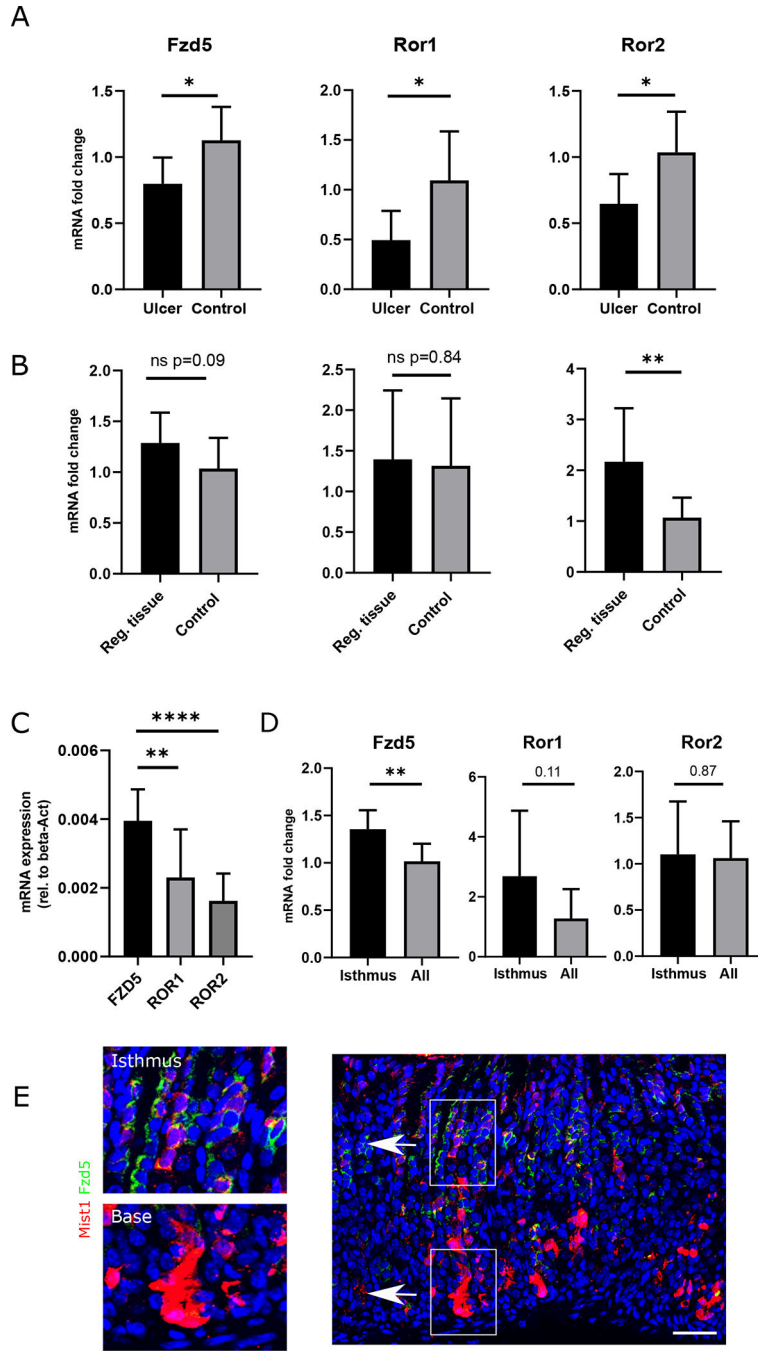 A
Fzd5
Ror1
Ror2
*
*
*
mRNA fold change
1.5
1.0
0.5
0.0
Ulcer Control
2.0
1.5
1.0
0.5
0.0
Ulcer Control
1.5
1.0
0.5
0.0
Ulcer Control
B
ns p=0.09
ns p=0.84
**
mRNA fold change
2.0
1.5
1.0
0.5
0.0
Reg. tissue
Control
2.5
2.0
1.5
1.0
0.5
0.0
Reg. tissue
Control
4
3
2
1
0
Reg. tissue
Control
C
****
**
mRNA expression
(rel. to beta-Act)
0.006
0.004
0.002
0.000
FZD5
ROR1
ROR2
D
Fzd5
Ror1
Ror2
**
0.11
0.87
mRNA fold change
2.0
1.5
1.0
0.5
0.0
Isthmus All
6
4
2
0
Isthmus All
2.0
1.5
1.0
0.5
0.0
Isthmus All
E
Mist1 Fzd5
Isthmus
Base